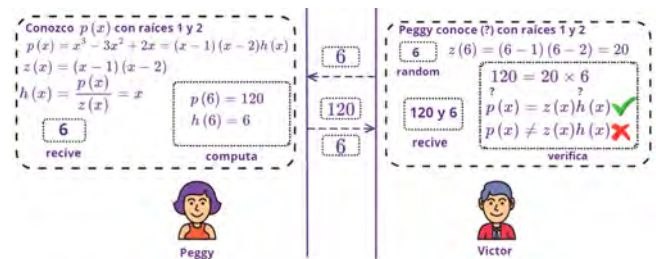 Conozco p(x) con raíces 1 y 2
p(x) = x³ − 3x² + 2x = (x − 1)(x − 2)h(x)
z(x) = (x − 1)(x − 2)
h(x) = p(x)/z(x) = x
6
recive
p(6) = 120
h(6) = 6
computa
Peggy
6
120
6
Peggy conoce (?) con raíces 1 y 2
6
random
z(6) = (6 − 1)(6 − 2) = 20
120 y 6
recive
120 = 20 × 6
? ?
p(x) = z(x)h(x)
p(x) ≠ z(x)h(x)
verifica
Victor